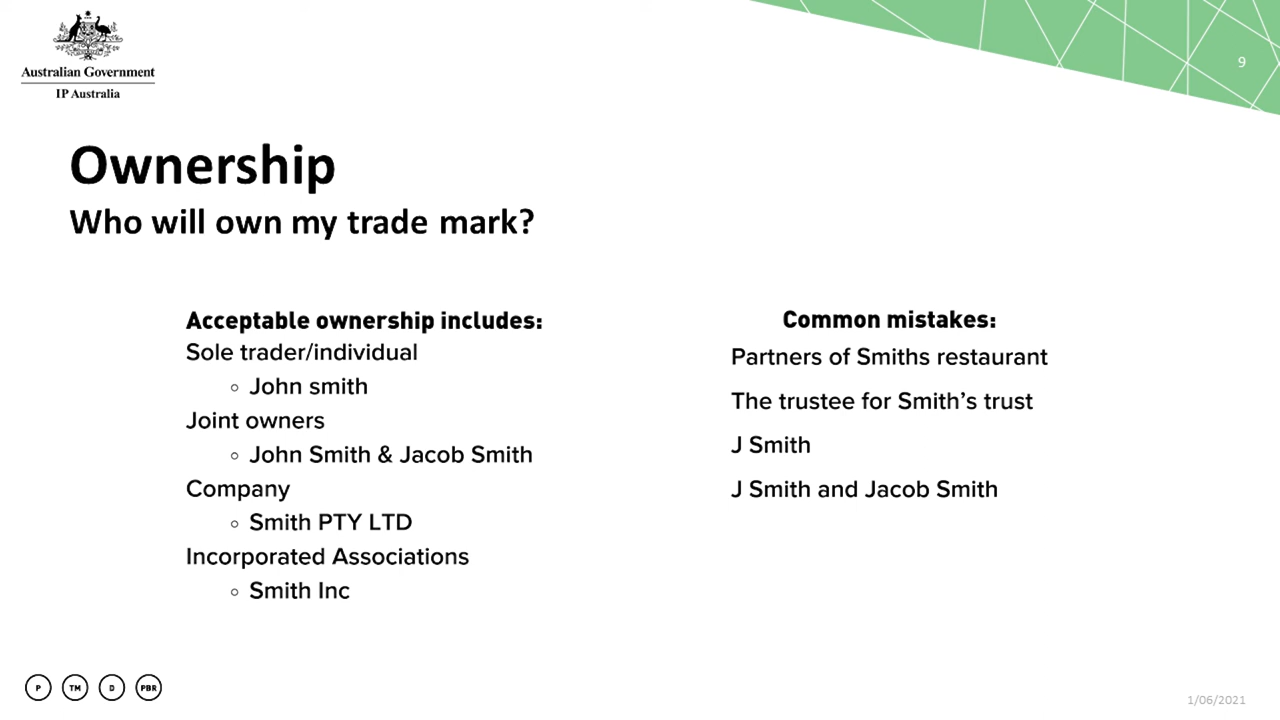 Australian Government
IP Australia
9
Ownership
Who will own my trade mark?
Acceptable ownership includes:
Sole trader/individual
John smith
Joint owners
John Smith & Jacob Smith
Company
Smith PTY LTD
Incorporated Associations
Smith Inc
Common mistakes:
Partners of Smiths restaurant
The trustee for Smith’s trust
J Smith
J Smith and Jacob Smith
P TM D PBR
1/06/2021